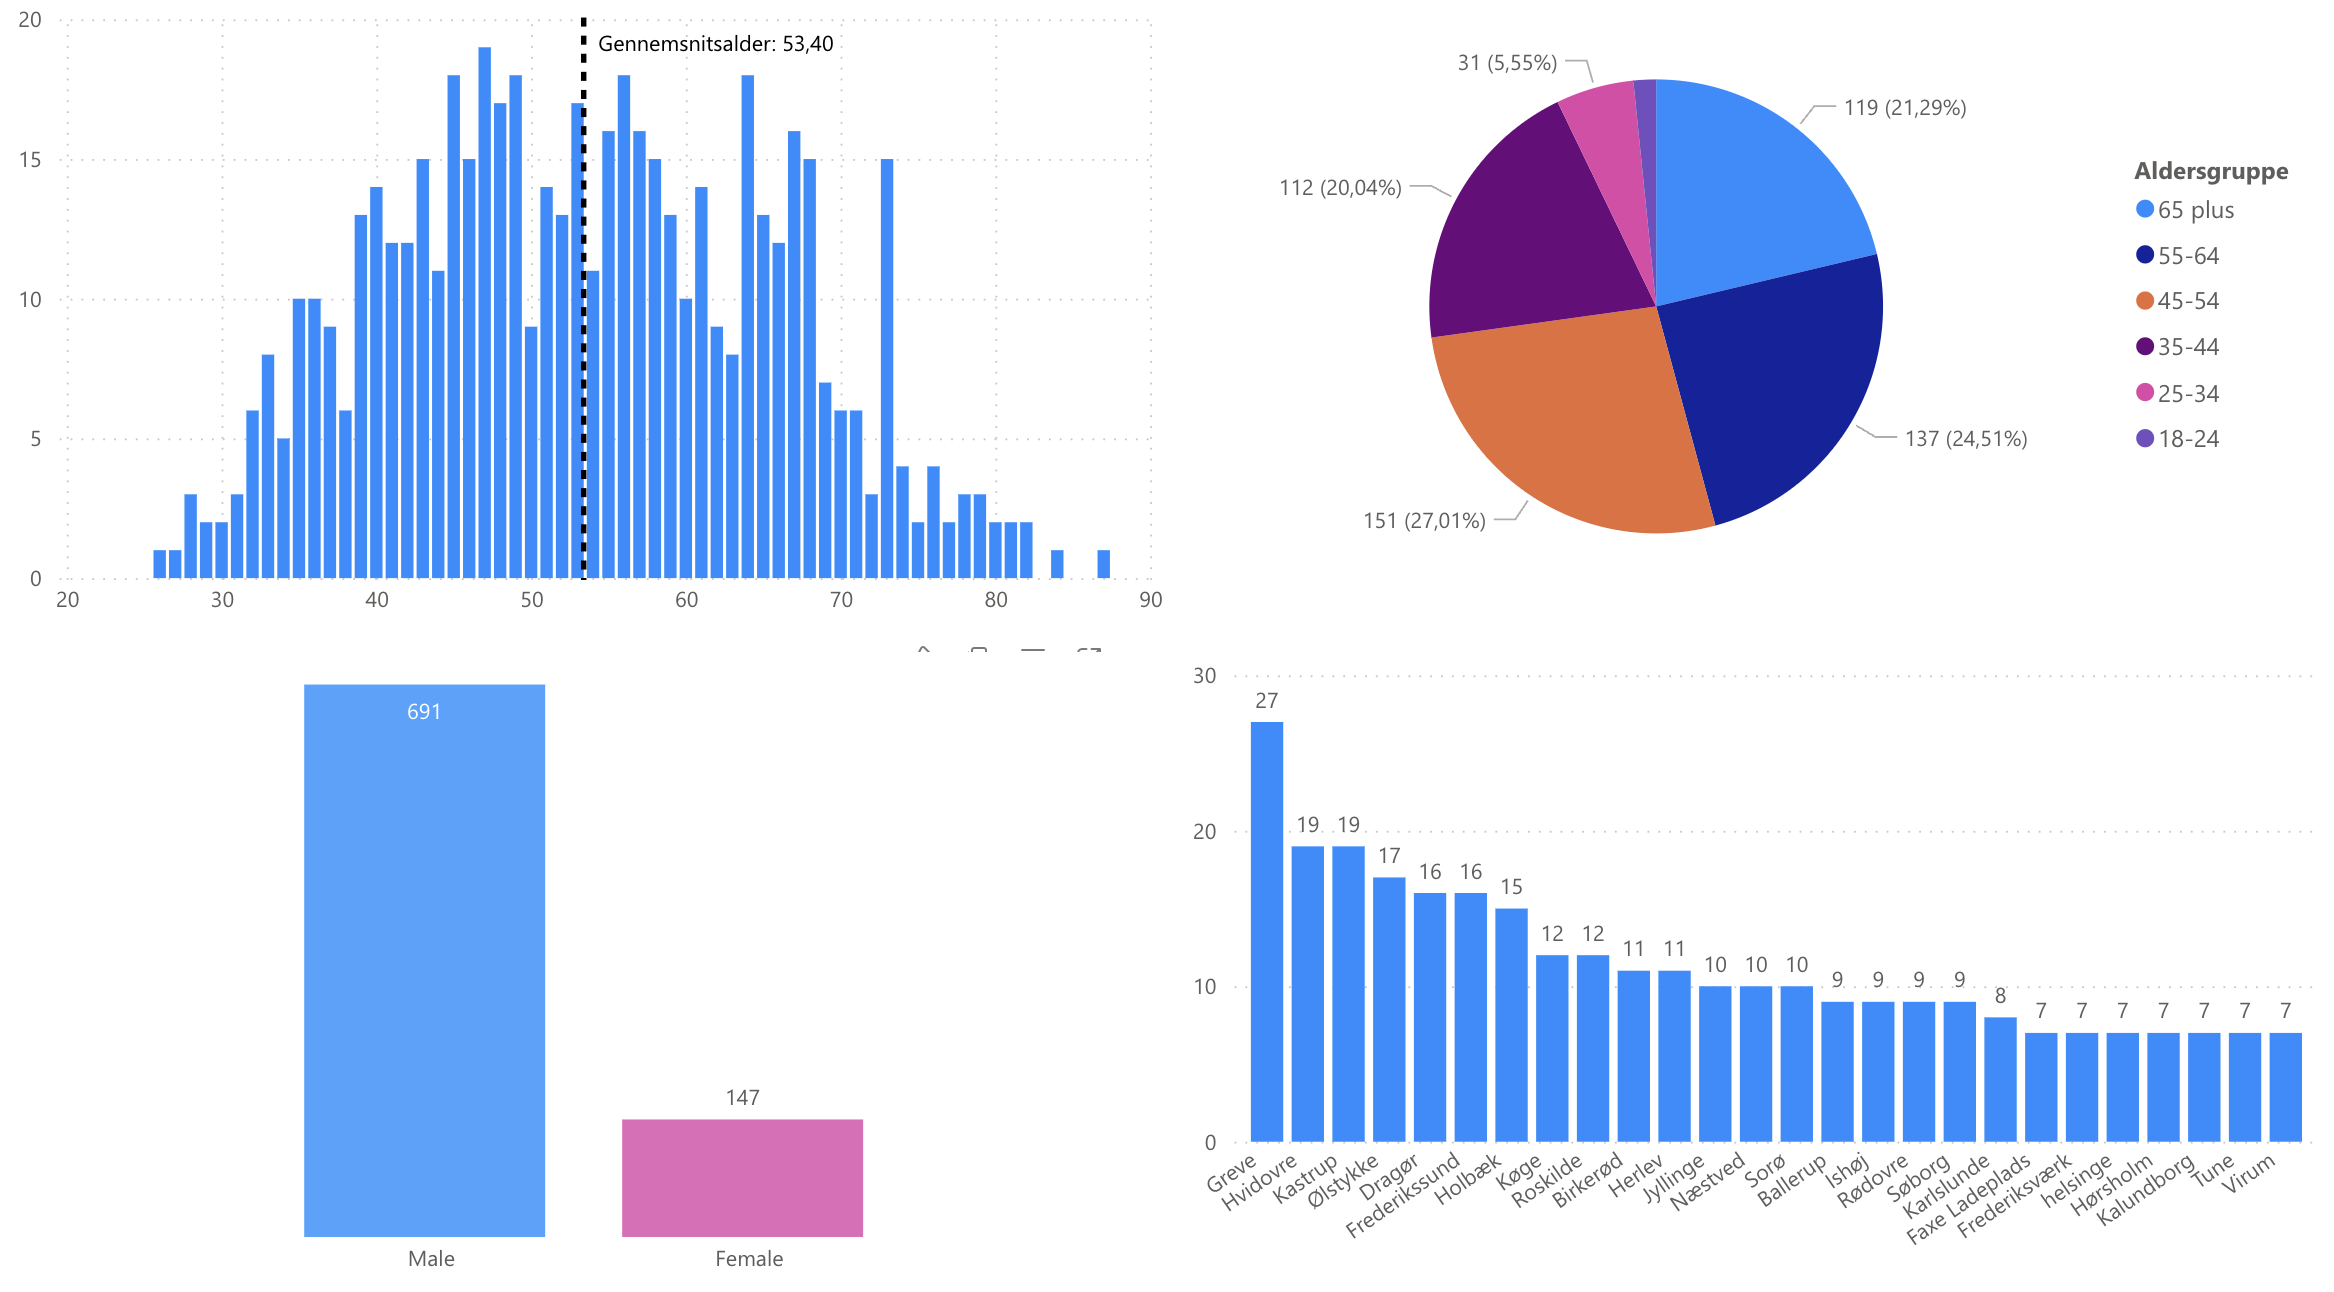 20
15
10
5
0
20 30 40 50 60 70 80 90
Gennemsnitsalder: 53,40
31 (5,55%)
119 (21,29%)
112 (20,04%)
137 (24,51%)
151 (27,01%)
Aldersgruppe
65 plus
55-64
45-54
35-44
25-34
18-24
691
147
Male Female
30
20
10
0
27 19 19 17 16 16 15 12 12 11 11 10 10 10 9 9 9 9 8 7 7 7 7 7 7 7
Greve
Hvidovre
Kastrup
Ølstykke
Dragør
Frederikssund
Holbæk
Køge
Roskilde
Birkerød
Herlev
Jyllinge
Næstved
Sorø
Ballerup
Ishøj
Rødovre
Søborg
Karlslunde
Faxe Ladeplads
Frederiksværk
helsinge
Hørsholm
Kalundborg
Tune
Virum